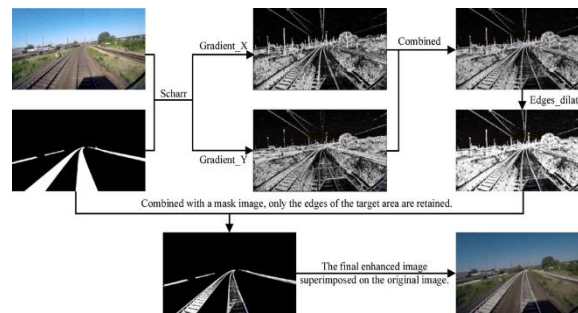 Gradient_X
Combined
Scharr
Edges_dilat
Gradient_Y
Combined with a mask image, only the edges of the target area are retained.
The final enhanced image
superimposed on the original image.